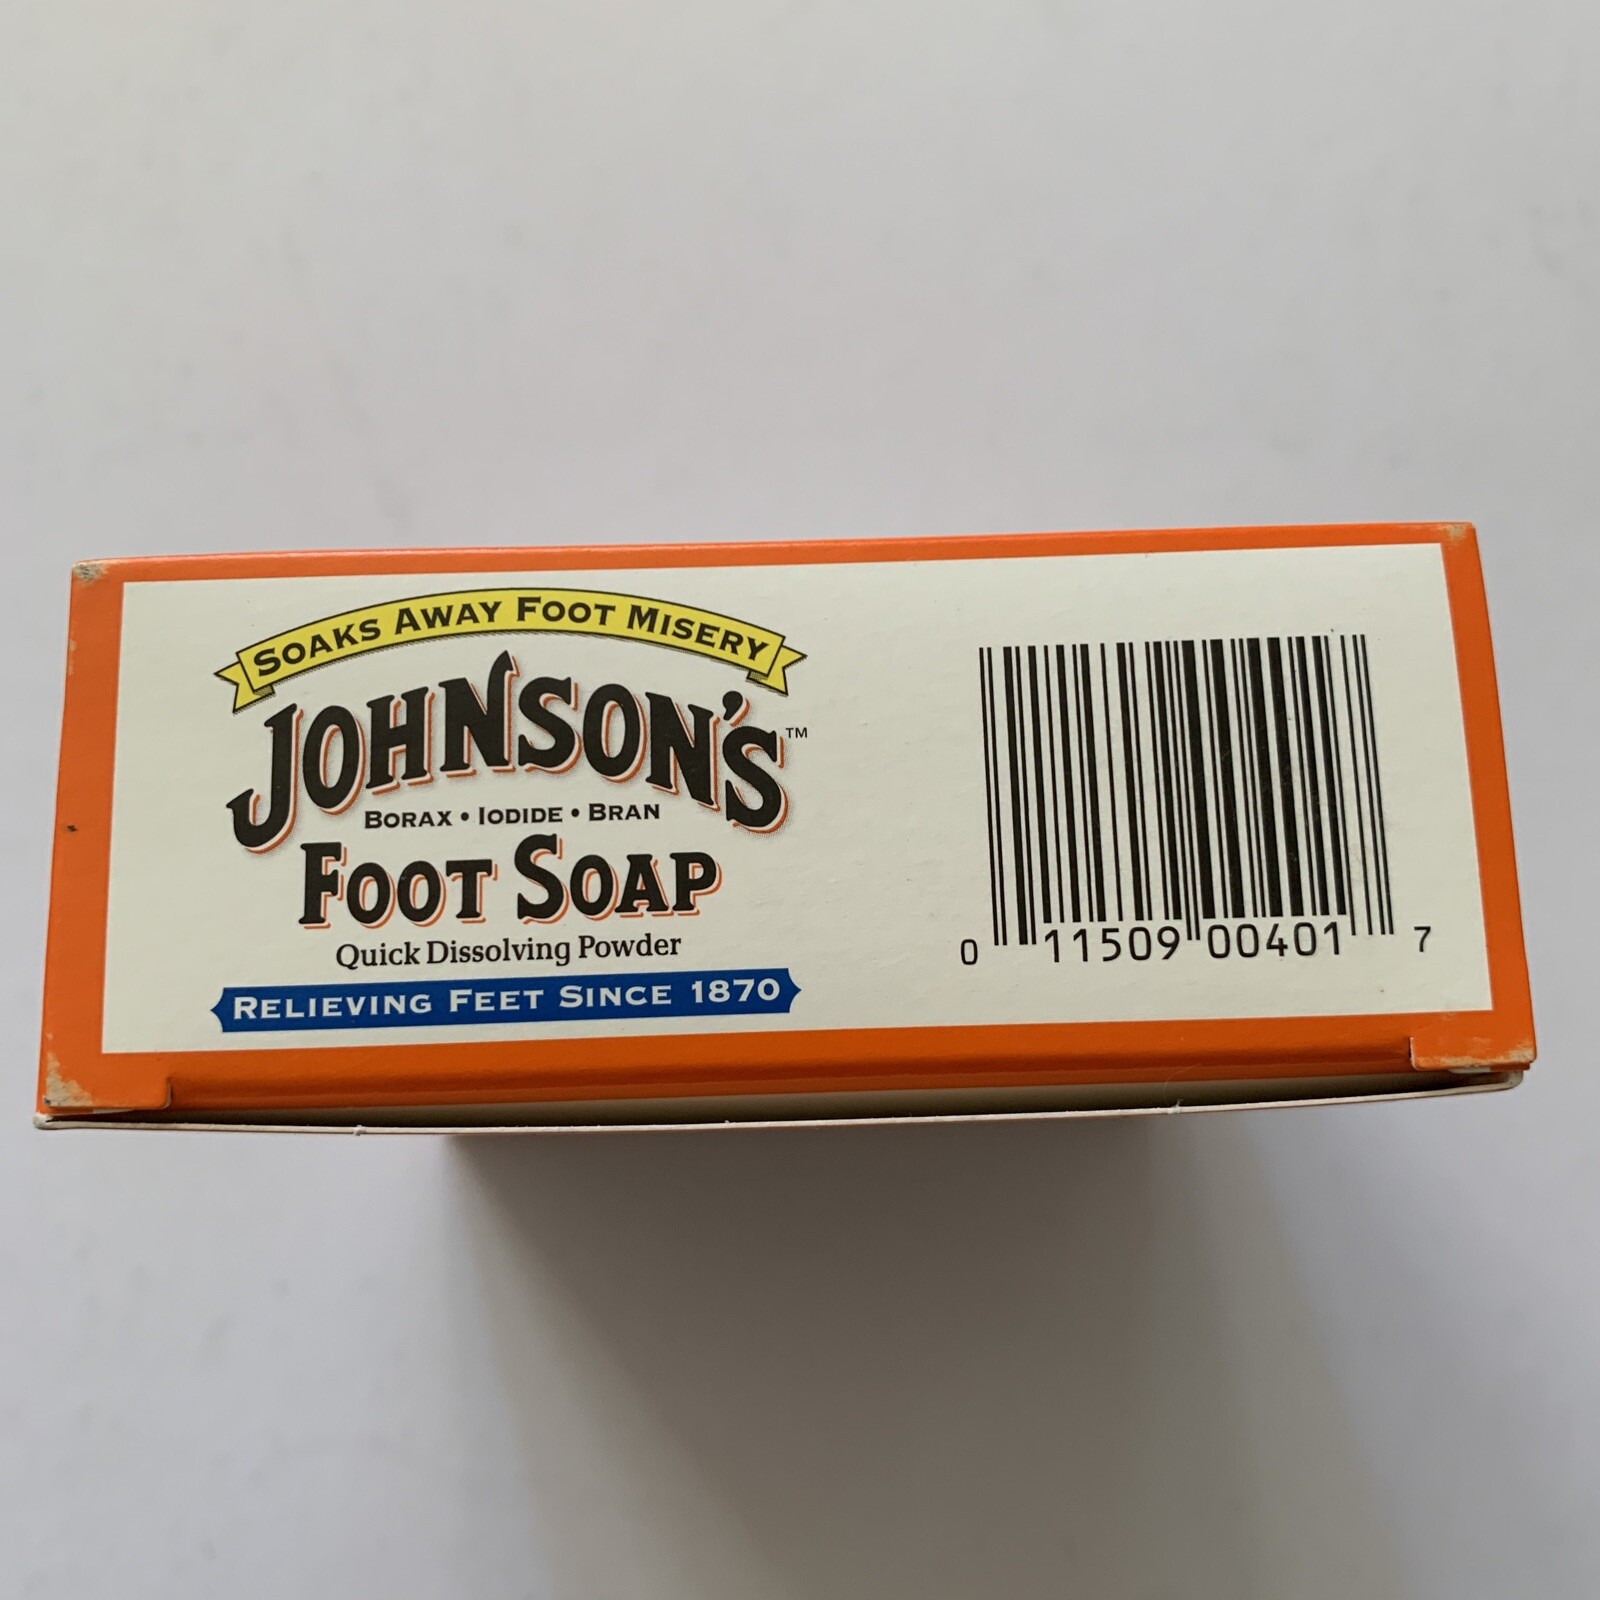 SOAKS AWAY FOOT MISERY
JOHNSON'S™
BORAX • IODIDE • BRAN
FOOT SOAP
Quick Dissolving Powder
RELIEVING FEET SINCE 1870
0 11509 00401 7